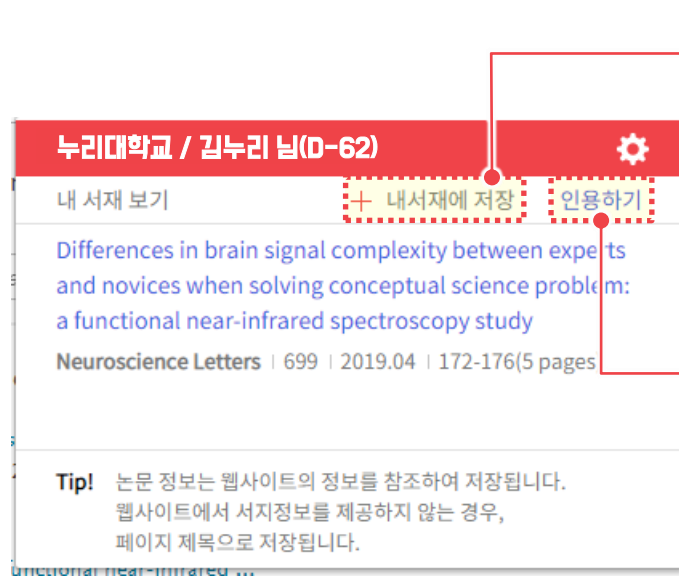 누리대학교 / 김누리 님(D-62)
내 서재 보기
+ 내서재에 저장
인용하기
Differences in brain signal complexity between experts
and novices when solving conceptual science problem:
a functional near-infrared spectroscopy study
Neuroscience Letters | 699 | 2019.04 | 172-176(5 pages
Tip! 논문 정보는 웹사이트의 정보를 참조하여 저장됩니다.
웹사이트에서 서지정보를 제공하지 않는 경우,
페이지 제목으로 저장됩니다.
unctional near-infrared ...